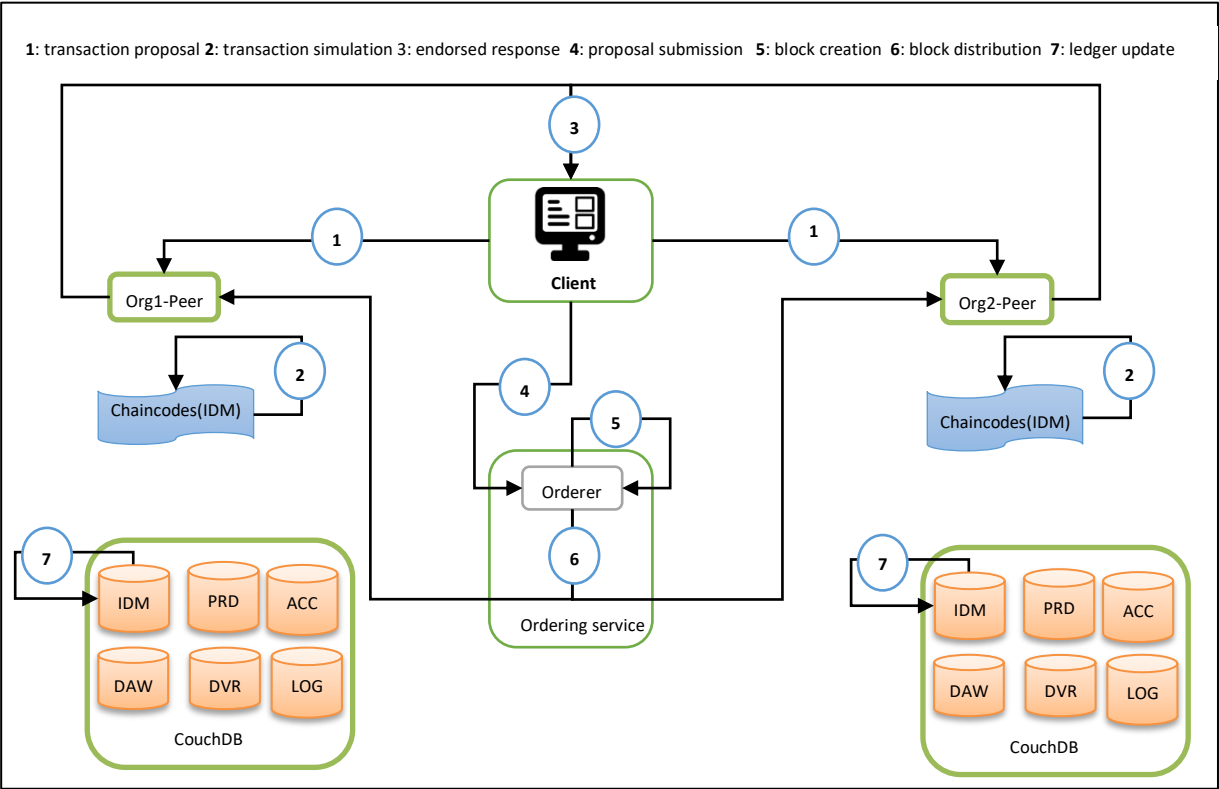 1: transaction proposal 2: transaction simulation 3: endorsed response 4: proposal submission 5: block creation 6: block distribution 7: ledger update
3
1
1
Client
Org1-Peer
Org2-Peer
2
2
4
Chaincodes(IDM)
Chaincodes(IDM)
5
Orderer
6
Ordering service
7
IDM
PRD
ACC
DAW
DVR
LOG
CouchDB
7
IDM
PRD
ACC
DAW
DVR
LOG
CouchDB